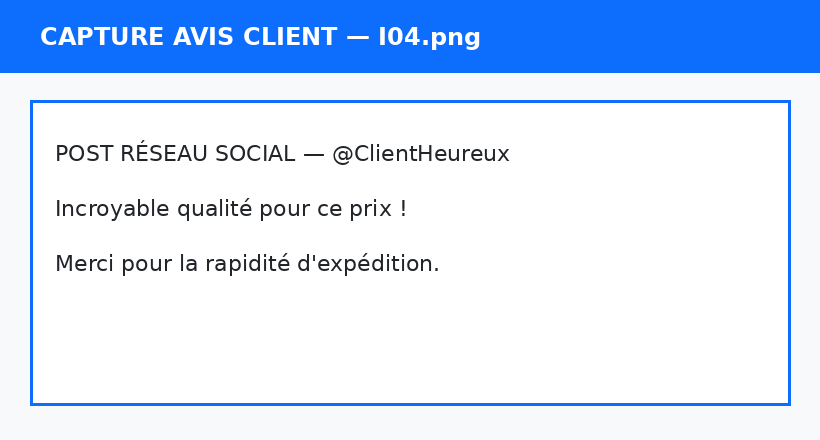 CAPTURE AVIS CLIENT — I04.png
POST RÉSEAU SOCIAL — @ClientHeureux
Incroyable qualité pour ce prix !
Merci pour la rapidité d'expédition.